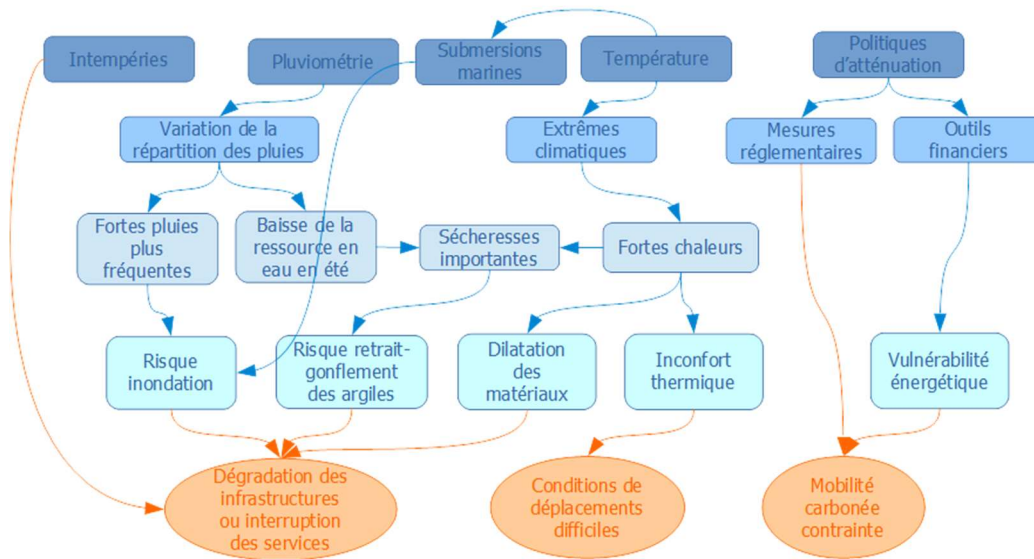 Intempéries
Pluviométrie
Submersions
marines
Température
Politiques
d'atténuation
Variation de la
répartition des pluies
Extrêmes
climatiques
Mesures
réglementaires
Outils
financiers
Fortes pluies
plus
fréquentes
Baisse de la
ressource en
eau en été
Sécheresses
importantes
Fortes chaleurs
Risque
inondation
Risque retrait-
gonflement
des argiles
Dilatation
des
matériaux
Inconfort
thermique
Vulnérabilité
énergétique
Dégradation des
infrastructures
ou interruption
des services
Conditions de
déplacements
difficiles
Mobilité
carbonée
contrainte